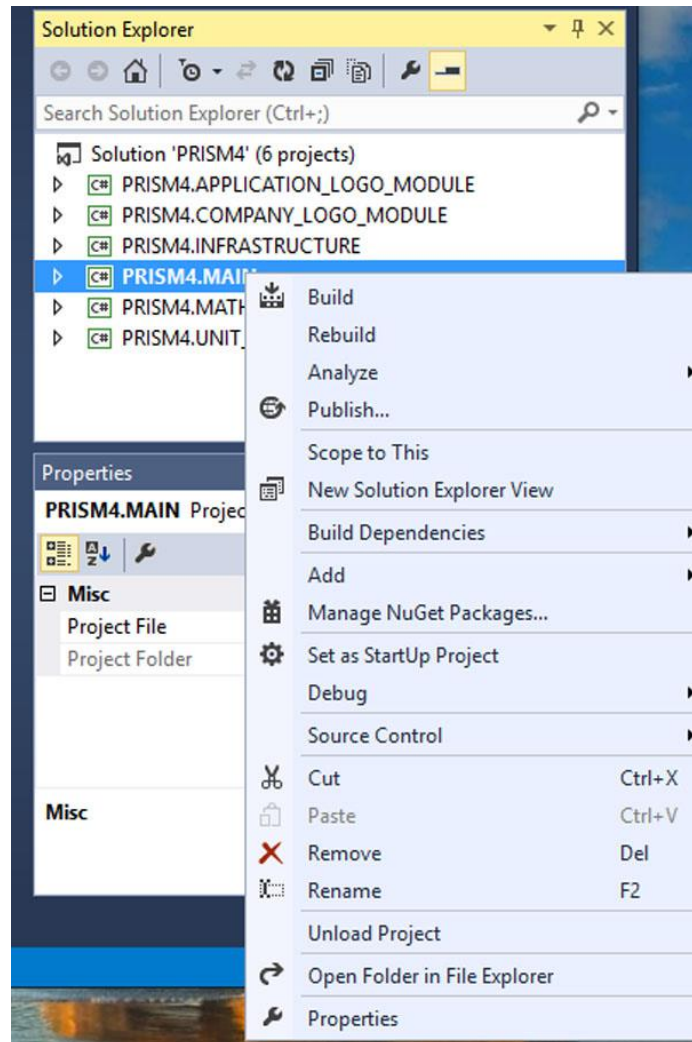 Solution Explorer
Search Solution Explorer (Ctrl+;)
Solution 'PRISM4' (6 projects)
C# PRISM4.APPLICATION_LOGO_MODULE
C# PRISM4.COMPANY_LOGO_MODULE
C# PRISM4.INFRASTRUCTURE
C# PRISM4.MAIN
C# PRISM4.MATH
C# PRISM4.UNIT_
Build
Rebuild
Analyze
Publish...
Scope to This
New Solution Explorer View
Build Dependencies
Add
Manage NuGet Packages...
Set as StartUp Project
Debug
Source Control
Cut Ctrl+X
Paste Ctrl+V
Remove Del
Rename F2
Unload Project
Open Folder in File Explorer
Properties
Properties
PRISM4.MAIN Projec
Misc
Project File
Project Folder
Misc